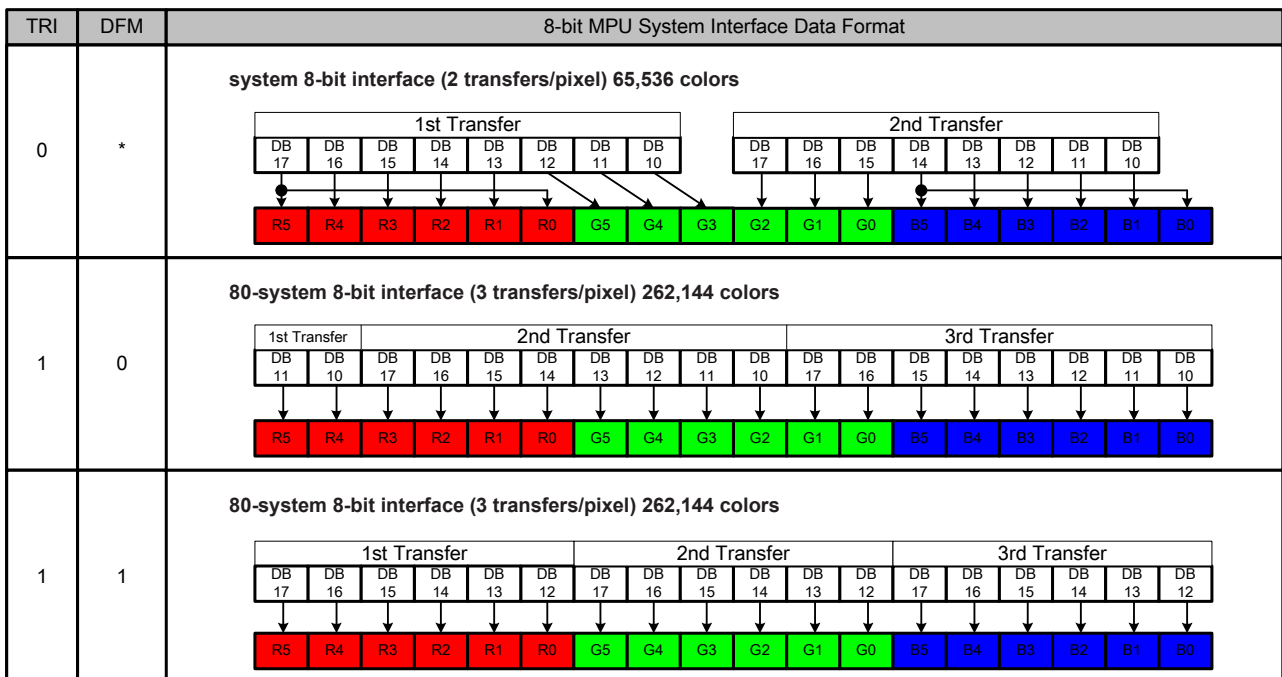 TRI DFM 8-bit MPU System Interface Data Format
system 8-bit interface (2 transfers/pixel) 65,536 colors
1st Transfer 2nd Transfer
DB DB DB DB DB DB DB DB DB DB DB DB DB DB DB DB
17 16 15 14 13 12 11 10 17 16 15 14 13 12 11 10
0 *
R5 R4 R3 R2 R1 R0 G5 G4 G3 G2 G1 G0 B5 B4 B3 B2 B1 B0
80-system 8-bit interface (3 transfers/pixel) 262,144 colors
1st Transfer 2nd Transfer 3rd Transfer
DB DB DB DB DB DB DB DB DB DB DB DB DB DB DB DB DB DB
11 10 17 16 15 14 13 12 11 10 17 16 15 14 13 12 11 10
1 0
R5 R4 R3 R2 R1 R0 G5 G4 G3 G2 G1 G0 B5 B4 B3 B2 B1 B0
80-system 8-bit interface (3 transfers/pixel) 262,144 colors
1st Transfer 2nd Transfer 3rd Transfer
DB DB DB DB DB DB DB DB DB DB DB DB DB DB DB DB DB DB
17 16 15 14 13 12 17 16 15 14 13 12 17 16 15 14 13 12
1 1
R5 R4 R3 R2 R1 R0 G5 G4 G3 G2 G1 G0 B5 B4 B3 B2 B1 B0